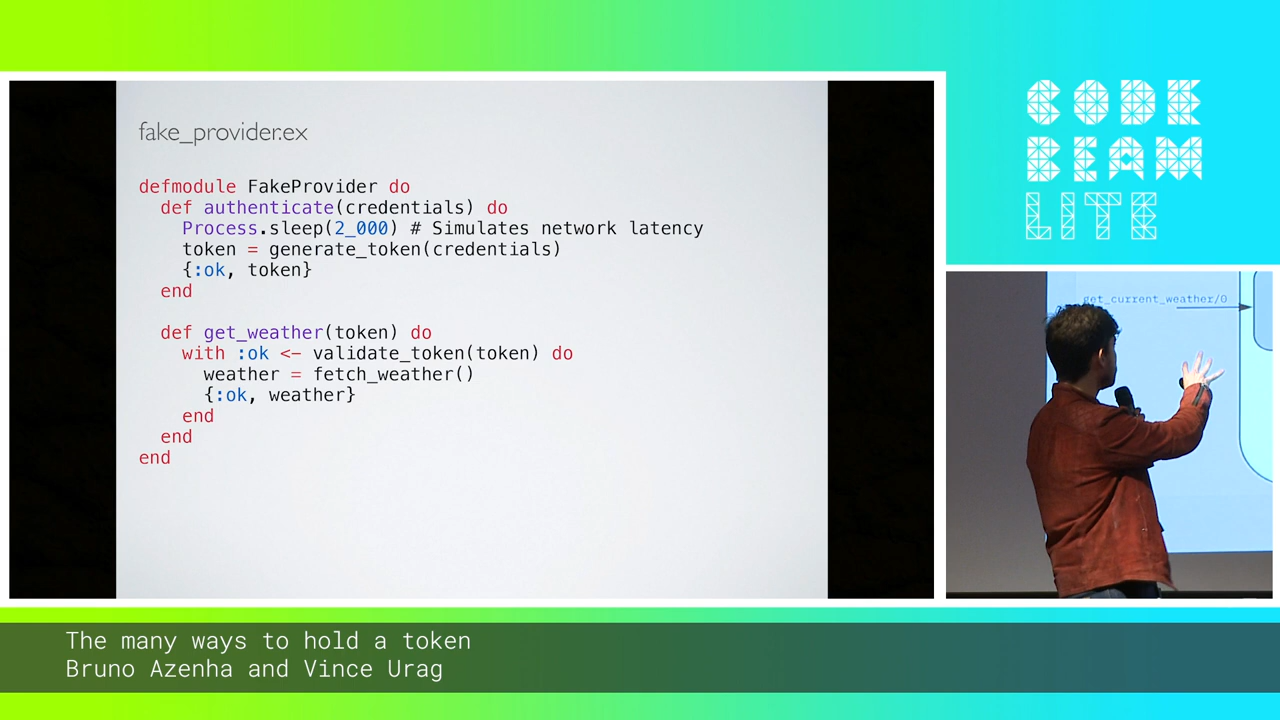 fake_provider.ex
defmodule FakeProvider do
  def authenticate(credentials) do
    Process.sleep(2_000) # Simulates network latency
    token = generate_token(credentials)
    {:ok, token}
  end

  def get_weather(token) do
    with :ok <- validate_token(token) do
      weather = fetch_weather()
      {:ok, weather}
    end
  end
end
CODE
BEAM
LITE
get_current_weather/0
The many ways to hold a token
Bruno Azenha and Vince Urag